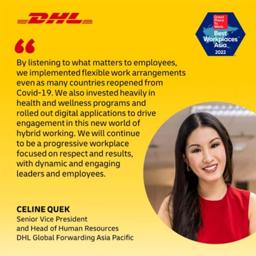 DHL
Great
Place
To
Work.
Best
Workplaces™
Asia
2022
By listening to what matters to employees,
we implemented flexible work arrangements
even as many countries reopened from
Covid-19. We also invested heavily in
health and wellness programs and
rolled out digital applications to drive
engagement in this new world of
hybrid working. We will continue
to be a progressive workplace
focused on respect and results,
with dynamic and engaging
leaders and employees.
CELINE QUEK
Senior Vice President
and Head of Human Resources
DHL Global Forwarding Asia Pacific